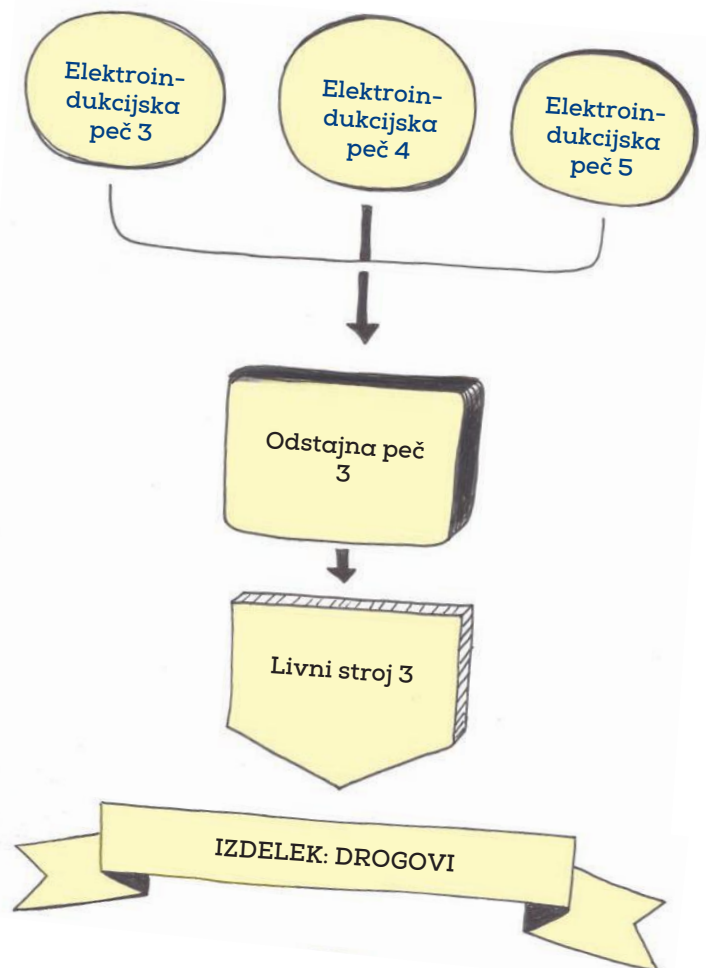 Elektroin-
dukcijska
peč 3
Elektroin-
dukcijska
peč 4
Elektroin-
dukcijska
peč 5
Odstajna peč
3
Livni stroj 3
IZDELEK: DROGOVI